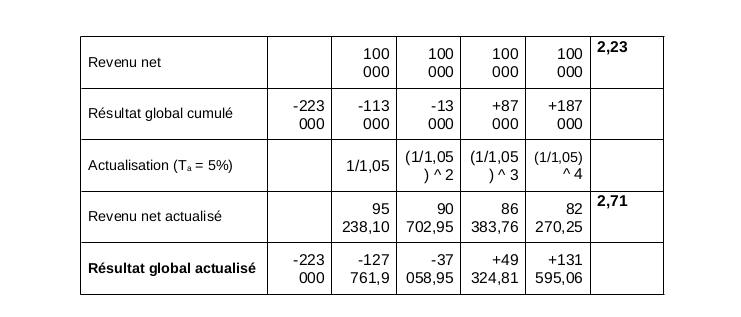 Revenu net 100 000 100 000 100 000 100 000 2,23
Résultat global cumulé -223 000 -113 000 -13 000 +87 000 +187 000
Actualisation (Tₐ = 5%) 1/1,05 (1/1,05 ) ^ 2 (1/1,05 ) ^ 3 (1/1,05) ^ 4
Revenu net actualisé 95 238,10 90 702,95 86 383,76 82 270,25 2,71
Résultat global actualisé -223 000 -127 761,9 -37 058,95 +49 324,81 +131 595,06